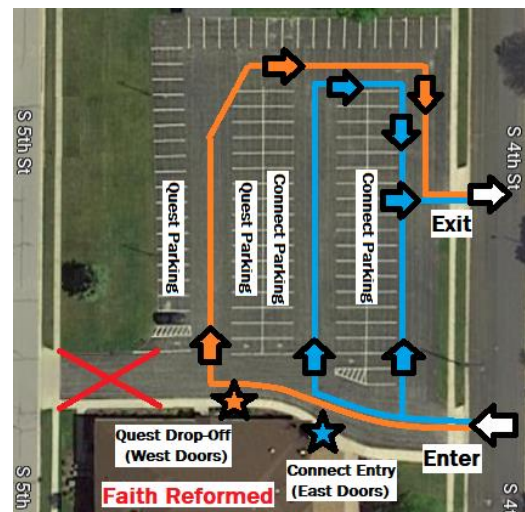 S 5th St
S 4th St
Quest Parking
Quest Parking
Connect Parking
Connect Parking
Exit
Quest Drop-Off
(West Doors)
Connect Entry
(East Doors)
Enter
Faith Reformed
S 5th
S 4t